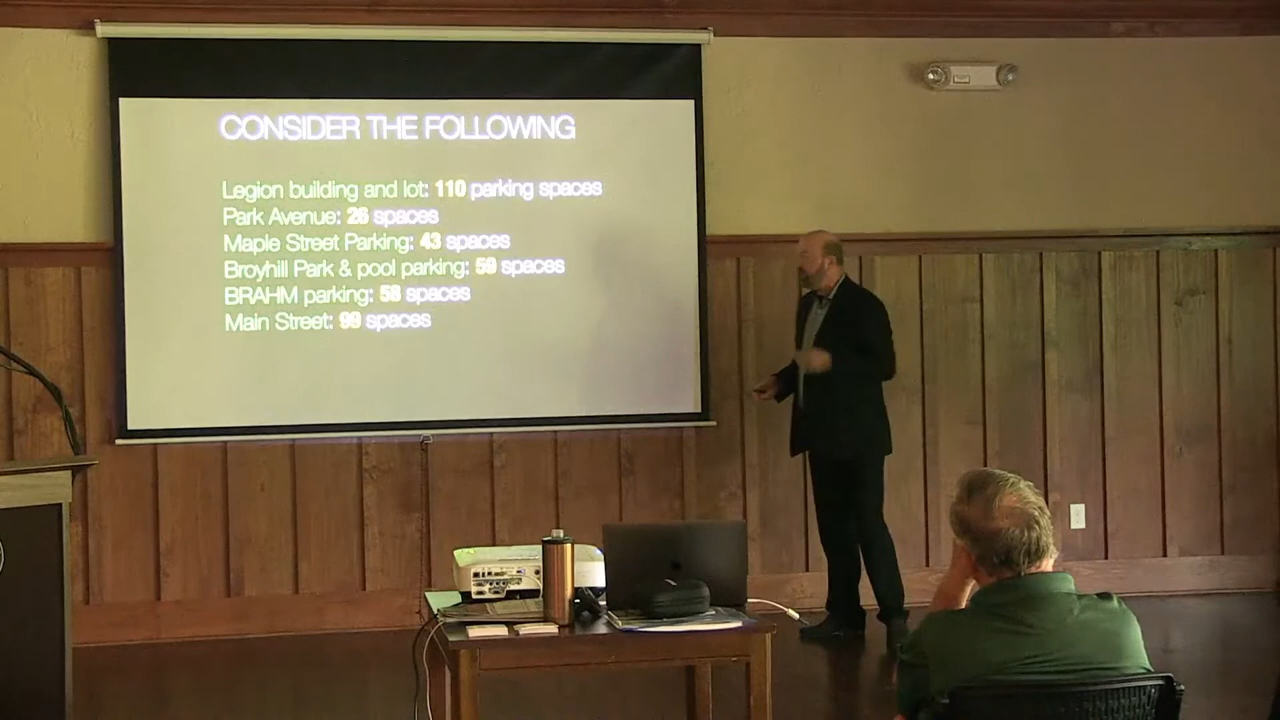 CONSIDER THE FOLLOWING
Legion building and lot: 110 parking spaces
Park Avenue: 26 spaces
Maple Street Parking: 43 spaces
Broyhill Park & pool parking: 59 spaces
BRAHM parking: 58 spaces
Main Street: 99 spaces